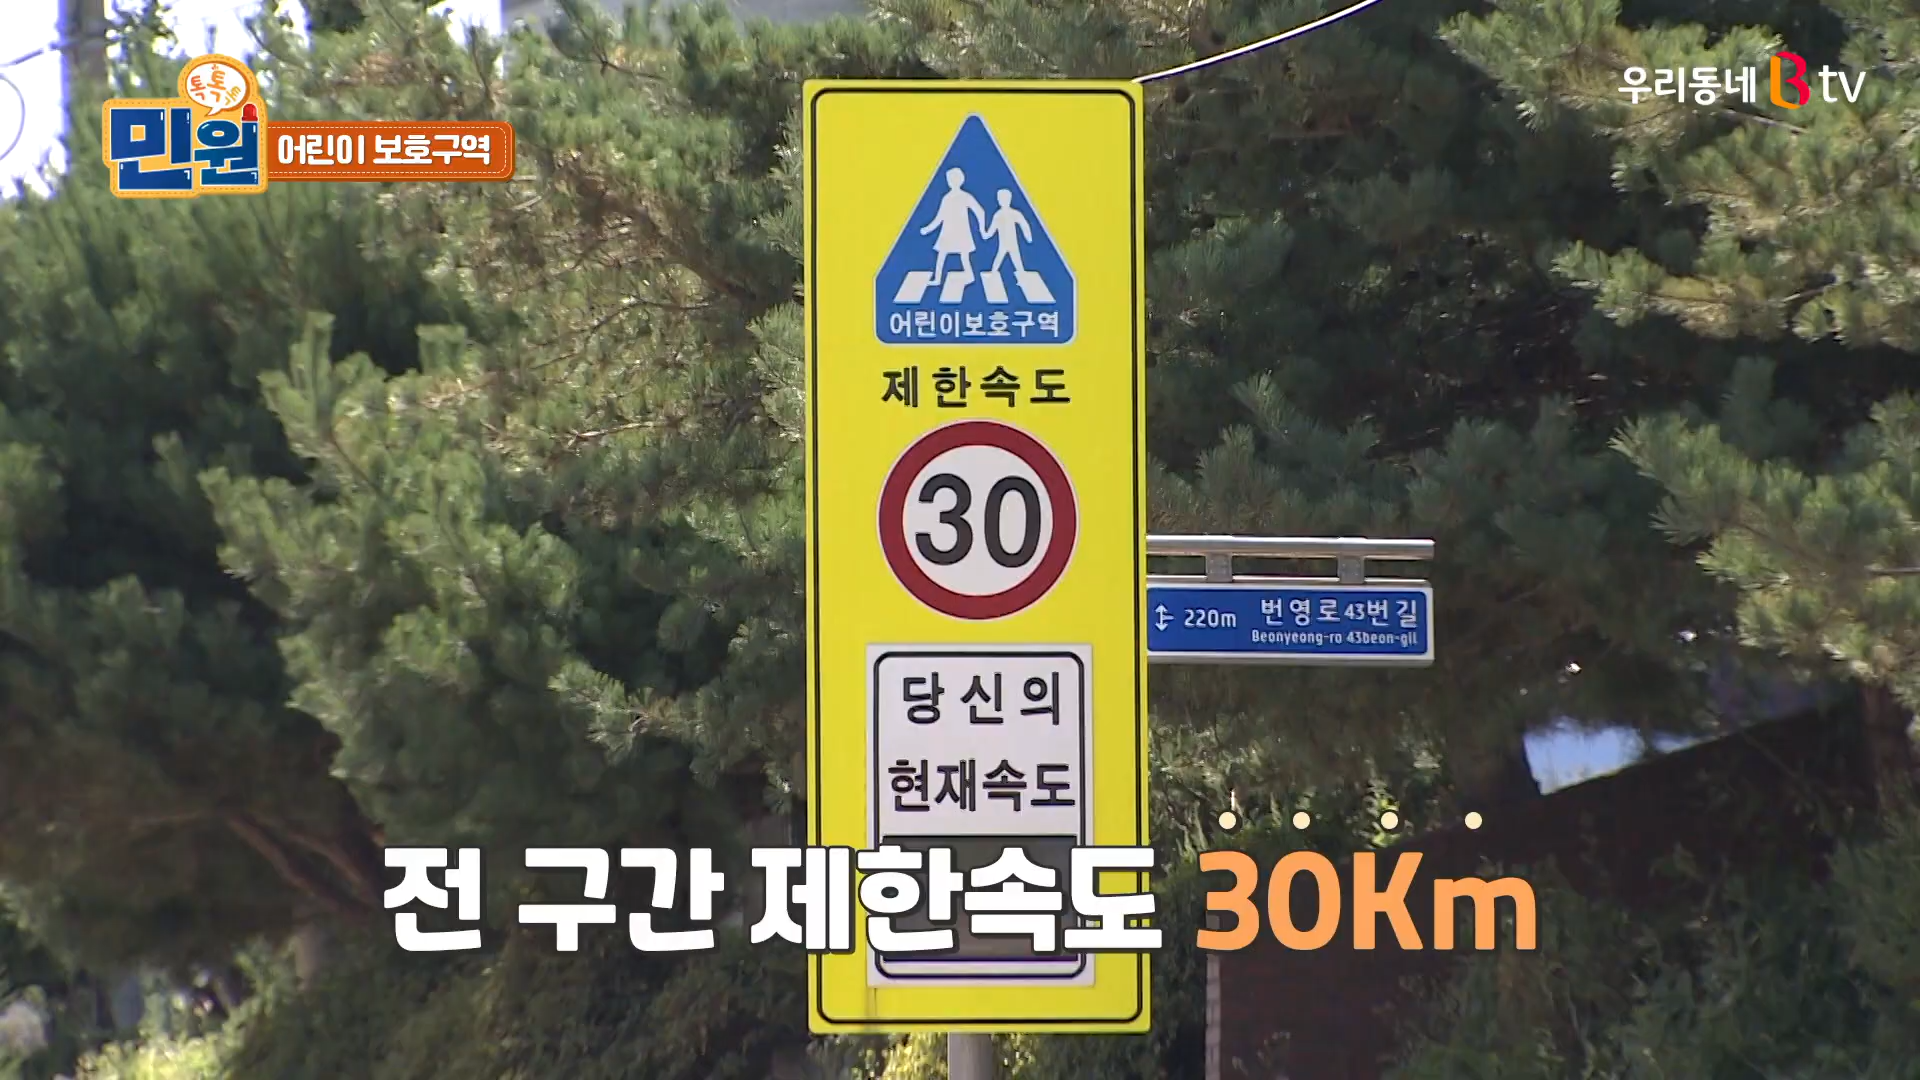 톡톡톡
민원
어린이 보호구역
우리동네 B tv
어린이보호구역
제한속도
30
220m 번영로43번길
Beonyeong-ro 43beon-gil
당신의
현재속도
전 구간 제한속도 30Km